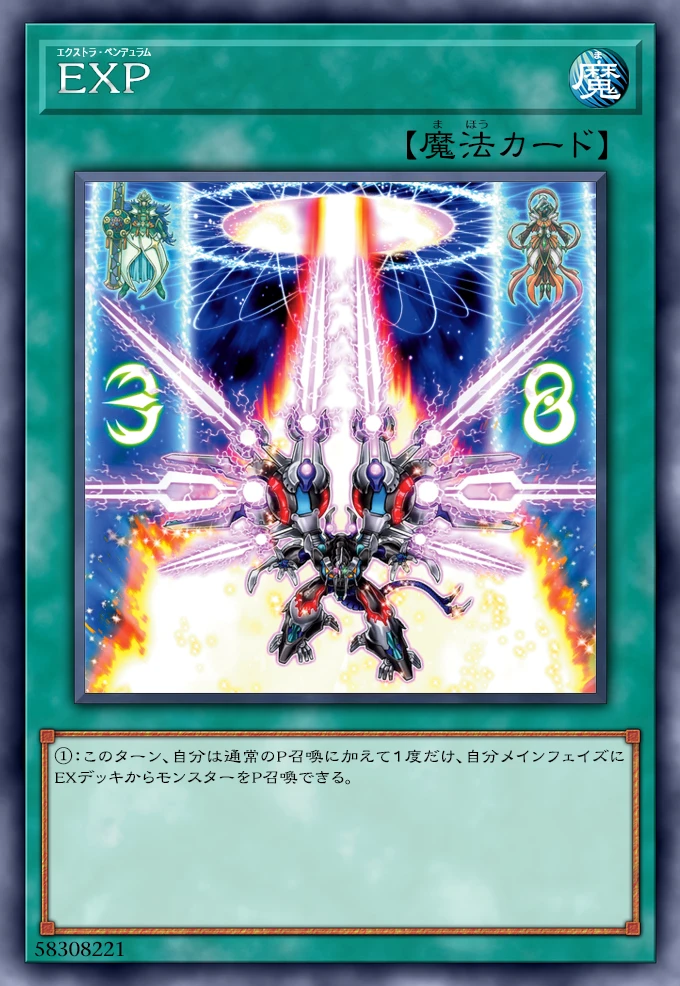 エクストラ・ペンデュラム
EXP
ま
魔
ま ほう
【魔法カード】
3 8
①：このターン、自分は通常のP召喚に加えて１度だけ、自分メインフェイズに
EXデッキからモンスターをP召喚できる。
58308221